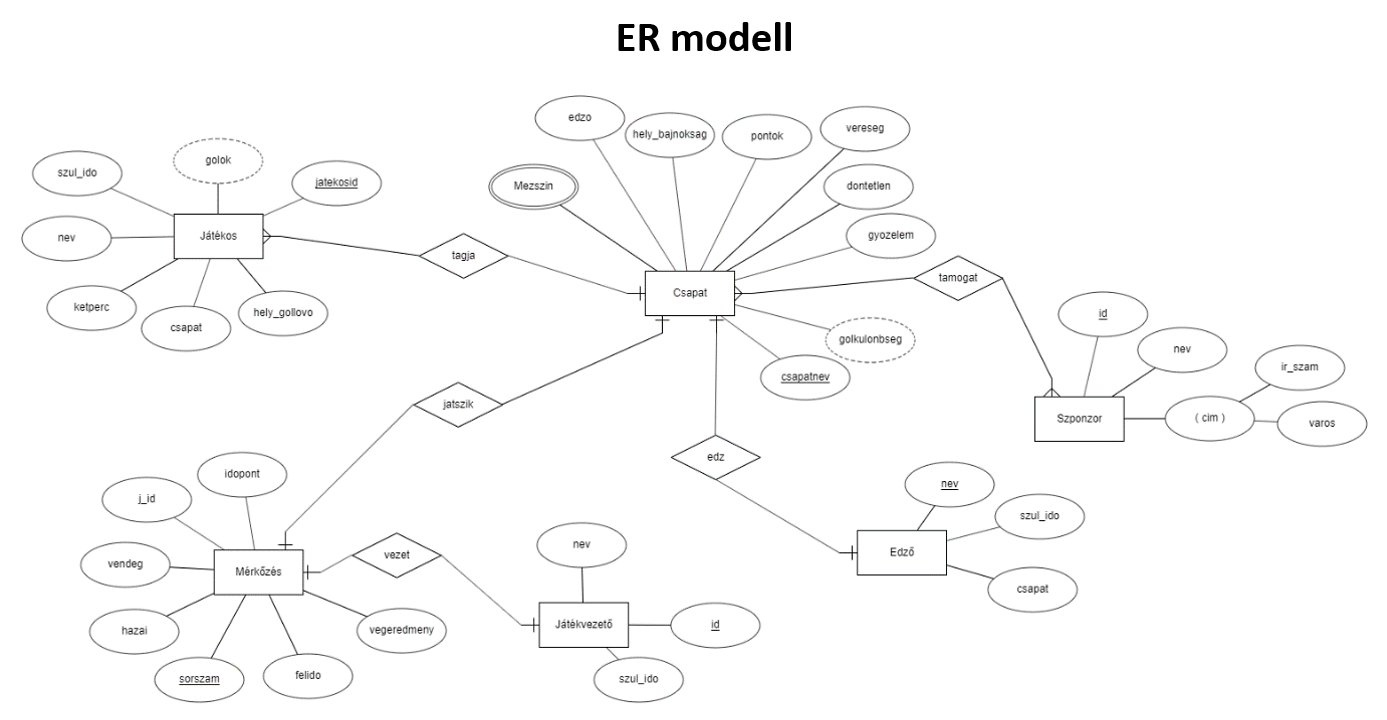 ER modell
edzo
hely_bajnoksag
pontok
vereseg
golok
szul_ido
jatekosid
Mezszin
dontetlen
nev
Játékos
gyozelem
tagja
tamogat
Csapat
ketperc
csapat
hely_gollovo
golkulonbseg
id
nev
csapatnev
ir_szam
jatszik
Szponzor
( cim )
varos
edz
idopont
j_id
nev
szul_ido
vendeg
Mérkőzés
vezet
nev
Edző
csapat
hazai
vegeredmeny
Játékvezető
id
sorszam
felido
szul_ido